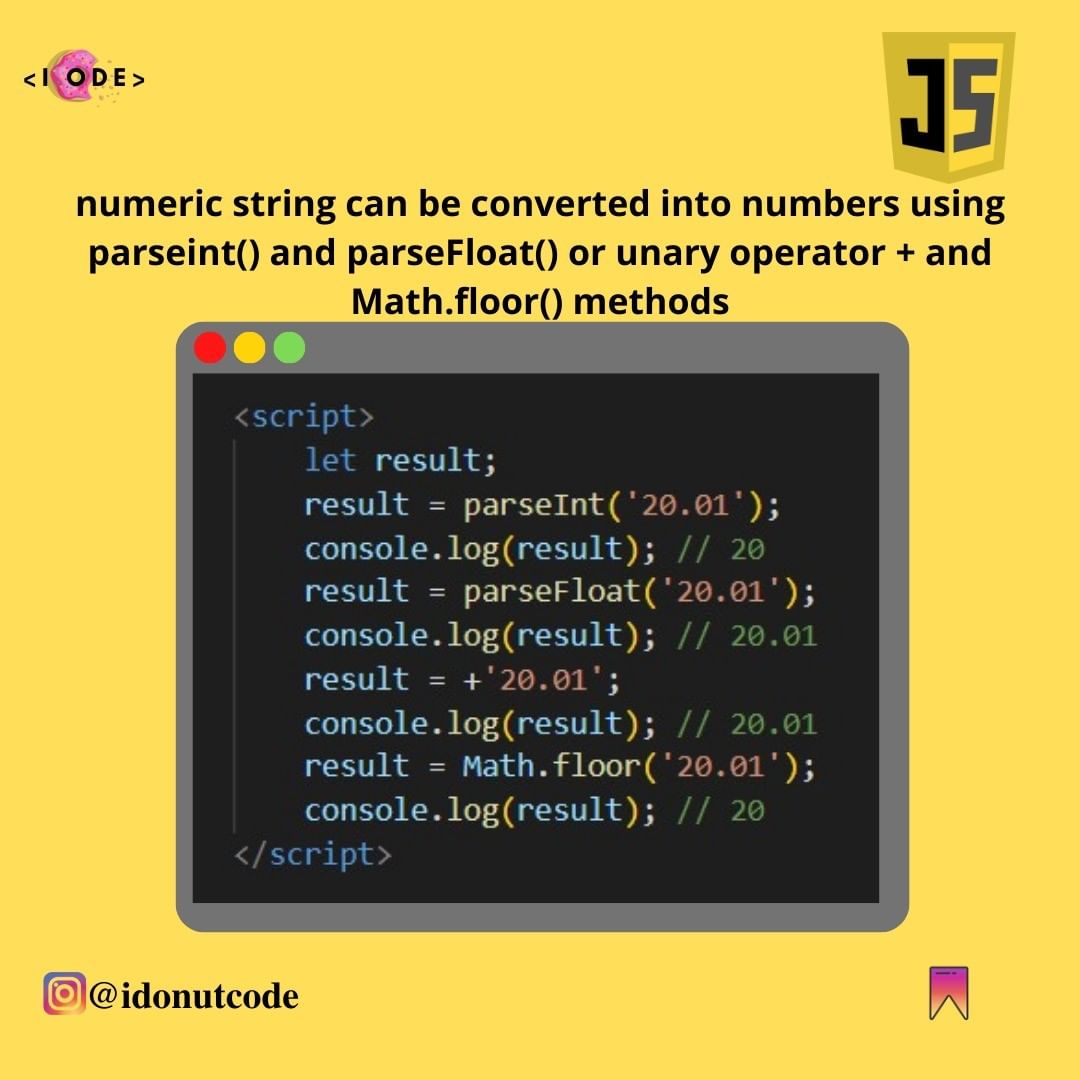 <I ODE>
JS
numeric string can be converted into numbers using
parseint() and parseFloat() or unary operator + and
Math.floor() methods
<script>
let result;
result = parseInt('20.01');
console.log(result); // 20
result = parseFloat('20.01');
console.log(result); // 20.01
result = +'20.01';
console.log(result); // 20.01
result = Math.floor('20.01');
console.log(result); // 20
</script>
@idonutcode